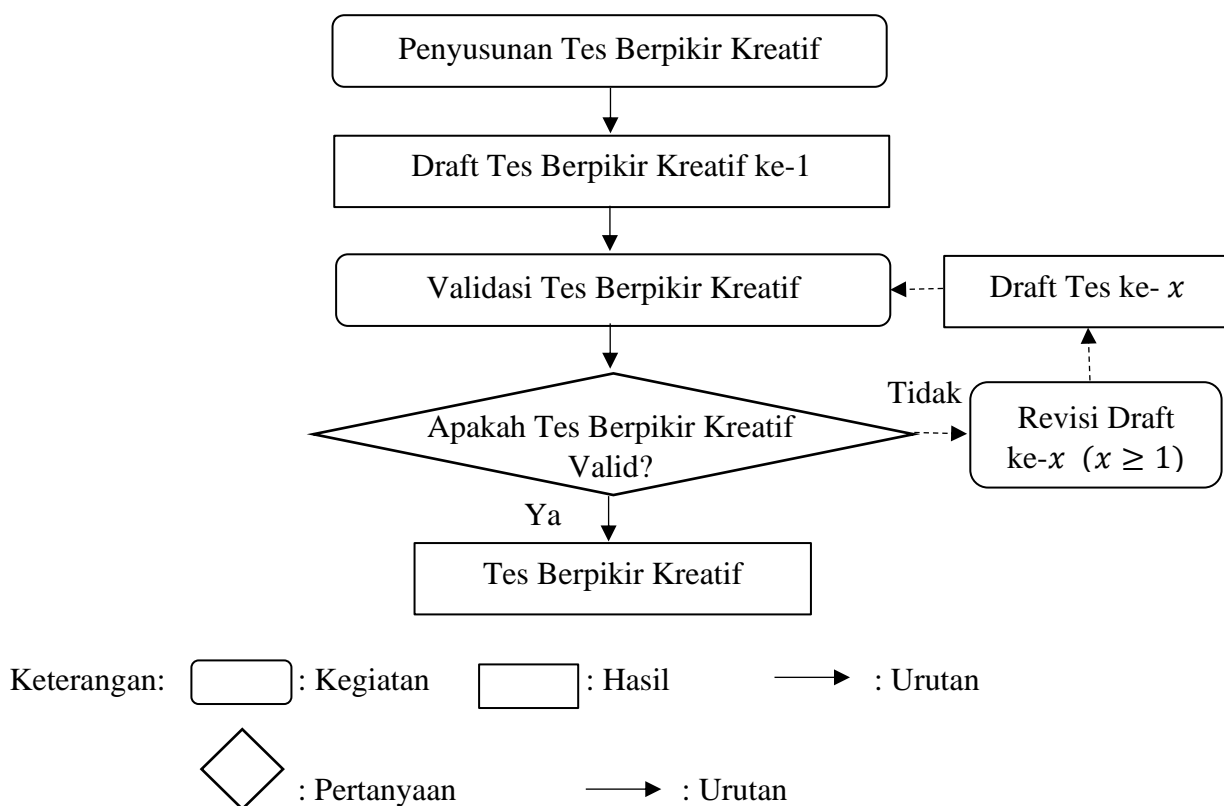 Penyusunan Tes Berpikir Kreatif
Draft Tes Berpikir Kreatif ke-1
Validasi Tes Berpikir Kreatif
Draft Tes ke- 𝑥
Tidak
Apakah Tes Berpikir Kreatif
Valid?
Revisi Draft
ke-𝑥 (𝑥 ≥ 1)
Ya
Tes Berpikir Kreatif
Keterangan: : Kegiatan : Hasil : Urutan
: Pertanyaan : Urutan